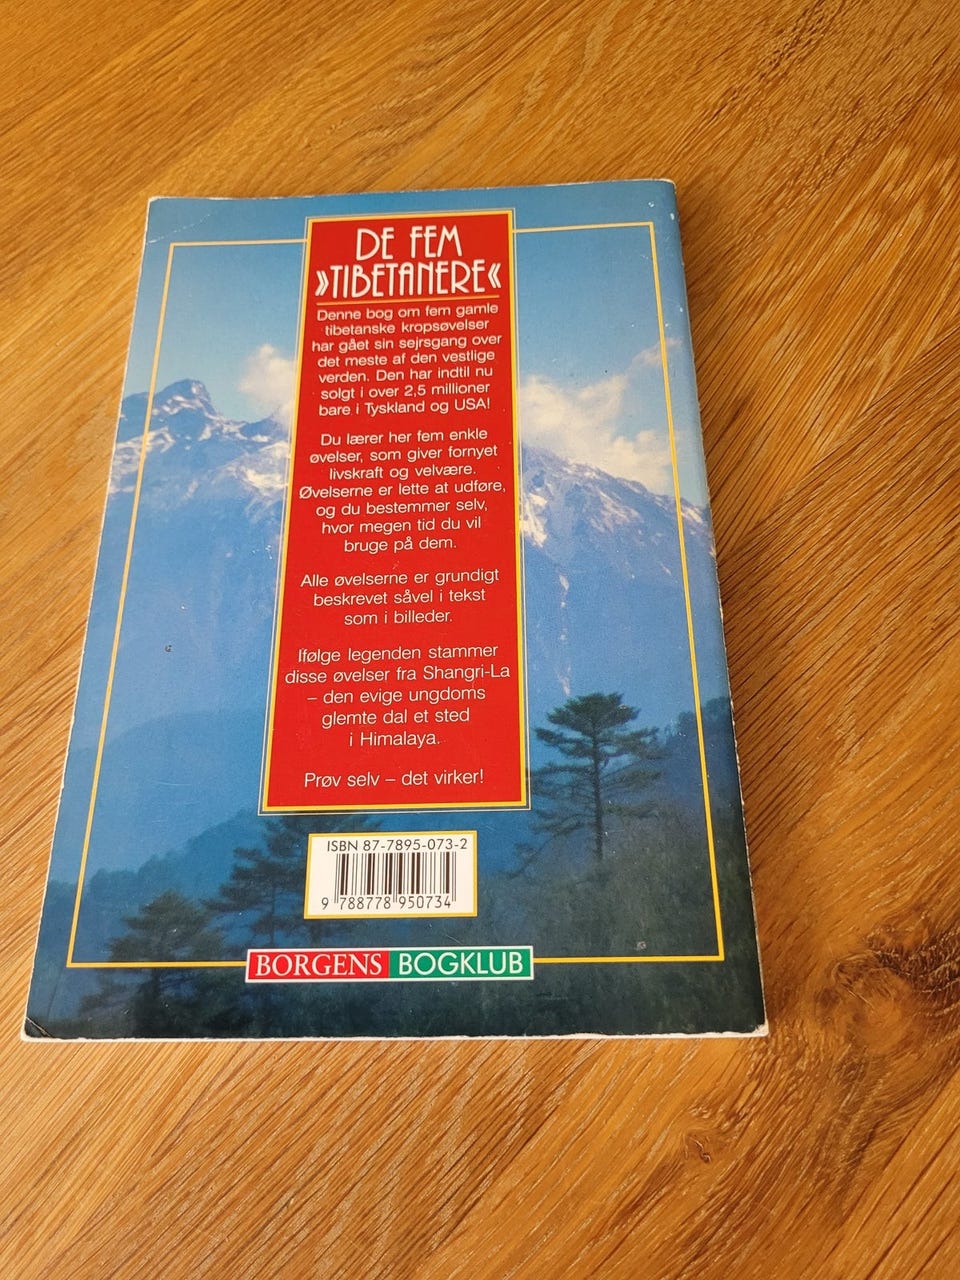 DE FEM
»TIBETANERE«
Denne bog om fem gamle
tibetanske kropsøvelser
har gået sin sejrsgang over
det meste af den vestlige
verden. Den har indtil nu
solgt i over 2,5 millioner
bare i Tyskland og USA!
Du lærer her fem enkle
øvelser, som giver fornyet
livskraft og velvære.
Øvelserne er lette at udføre,
og du bestemmer selv,
hvor megen tid du vil
bruge på dem.
Alle øvelserne er grundigt
beskrevet såvel i tekst
som i billeder.
Ifølge legenden stammer
disse øvelser fra Shangri-La
– den evige ungdoms
glemte dal et sted
i Himalaya.
Prøv selv – det virker!
ISBN 87-7895-073-2
9 788778 950734
BORGENS BOGKLUB